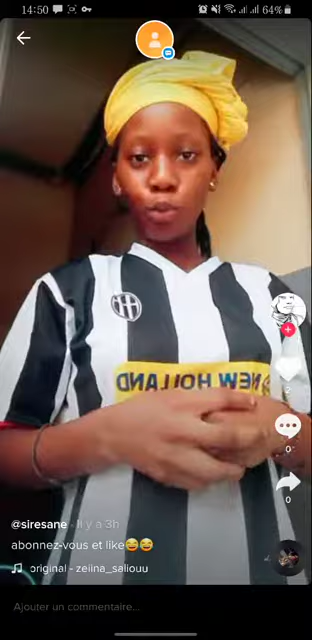 14:50
64%
NEW HOLLAND
@siresane · Il y a 3h
abonnez-vous et like😂😂
original - zeiina_saliouu
0
0
Ajouter un commentaire...